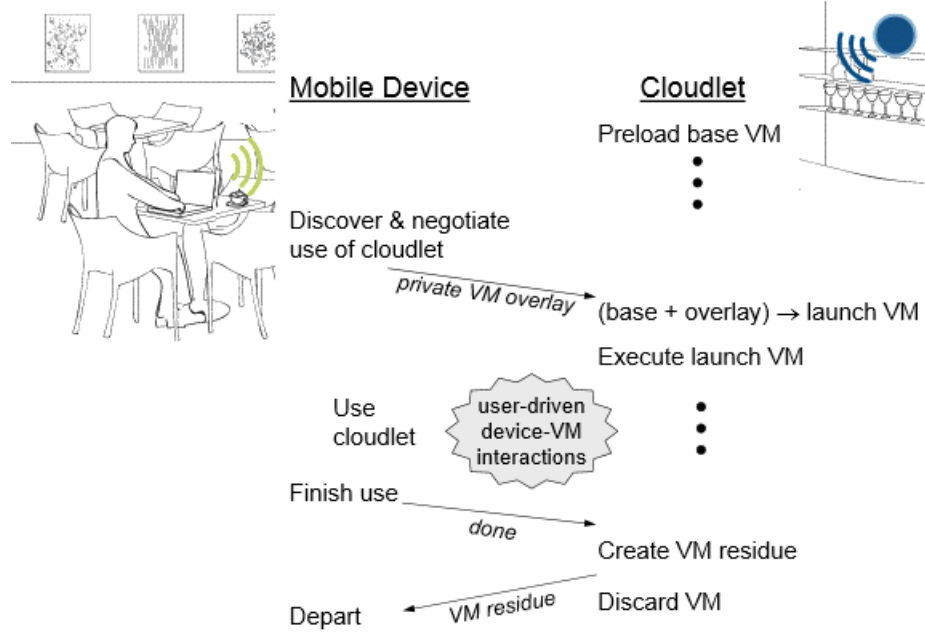 Mobile Device
Cloudlet
Preload base VM
Discover & negotiate
use of cloudlet
private VM overlay
(base + overlay) → launch VM
Execute launch VM
Use
cloudlet
user-driven
device-VM
interactions
Finish use
done
Create VM residue
VM residue
Discard VM
Depart